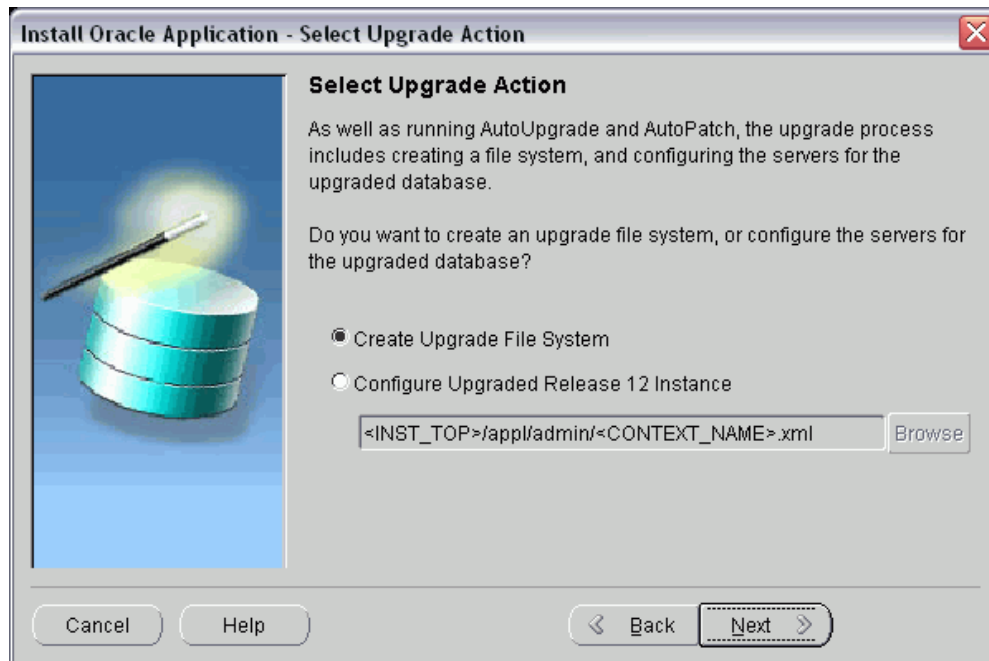 Install Oracle Application - Select Upgrade Action
Select Upgrade Action
As well as running AutoUpgrade and AutoPatch, the upgrade process
includes creating a file system, and configuring the servers for the
upgraded database.
Do you want to create an upgrade file system, or configure the servers for
the upgraded database?
Create Upgrade File System
Configure Upgraded Release 12 Instance
<INST_TOP>/appl/admin/<CONTEXT_NAME>.xml
Browse
Cancel
Help
Back
Next